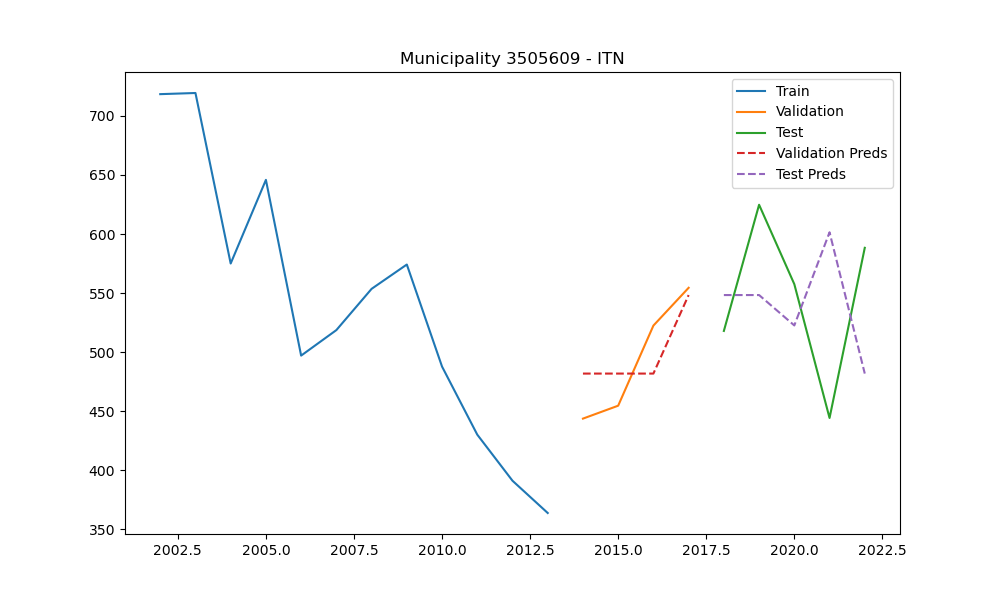 Municipality 3505609 - ITN
Train
Validation
Test
Validation Preds
Test Preds
700
650
600
550
500
450
400
350
2002.5 2005.0 2007.5 2010.0 2012.5 2015.0 2017.5 2020.0 2022.5